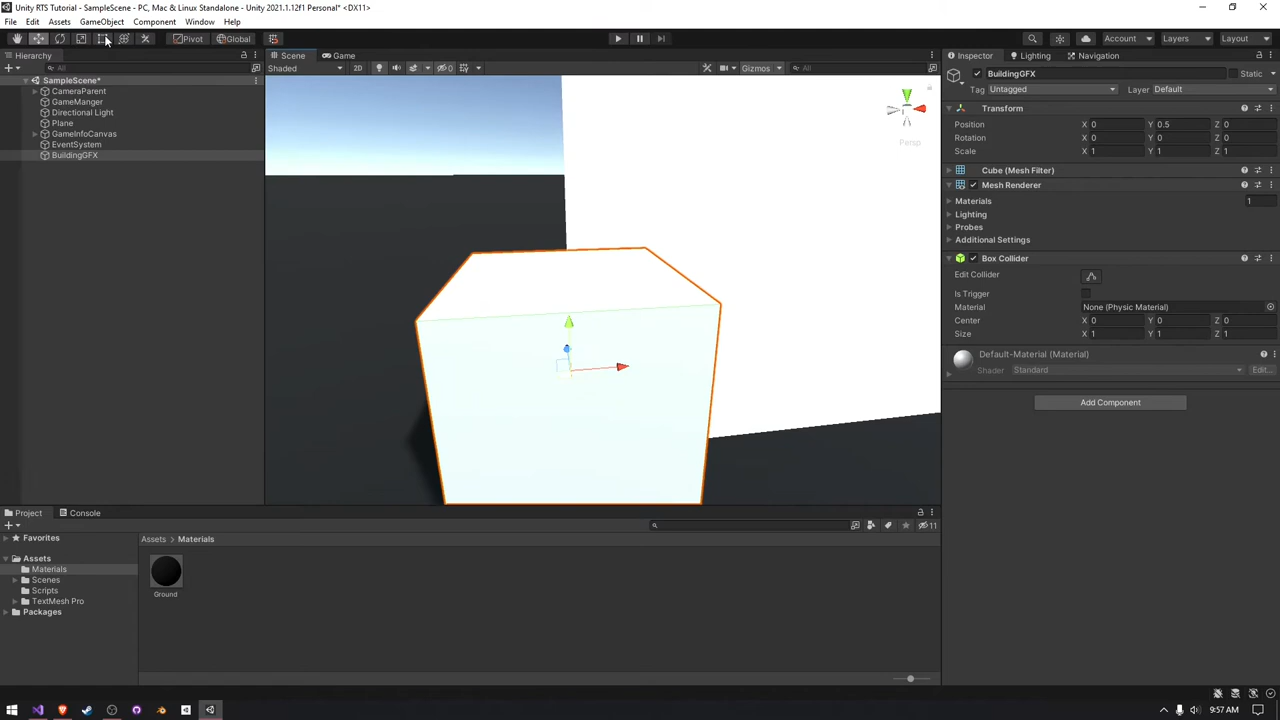 Unity RTS Tutorial - SampleScene - PC, Mac & Linux Standalone - Unity 2021.1.12f1 Personal* <DX11>
File Edit Assets GameObject Component Window Help
Pivot Global Account Layers Layout
Hierarchy Scene Game Inspector Lighting Navigation
All Shaded 2D 0 Gizmos All
BuildingGFX Static
Tag Untagged Layer Default
SampleScene*
CameraParent
GameManger
Directional Light
Plane
GameInfoCanvas
EventSystem
BuildingGFX
Persp
Transform
Position X 0 Y 0.5 Z 0
Rotation X 0 Y 0 Z 0
Scale X 1 Y 1 Z 1
Cube (Mesh Filter)
Mesh Renderer
Materials 1
Lighting
Probes
Additional Settings
Box Collider
Edit Collider
Is Trigger
Material None (Physic Material)
Center X 0 Y 0 Z 0
Size X 1 Y 1 Z 1
Default-Material (Material)
Shader Standard Edit...
Add Component
Project Console
11
Favorites
Assets
Materials
Scenes
Scripts
TextMesh Pro
Packages
Assets > Materials
Ground
9:57 AM